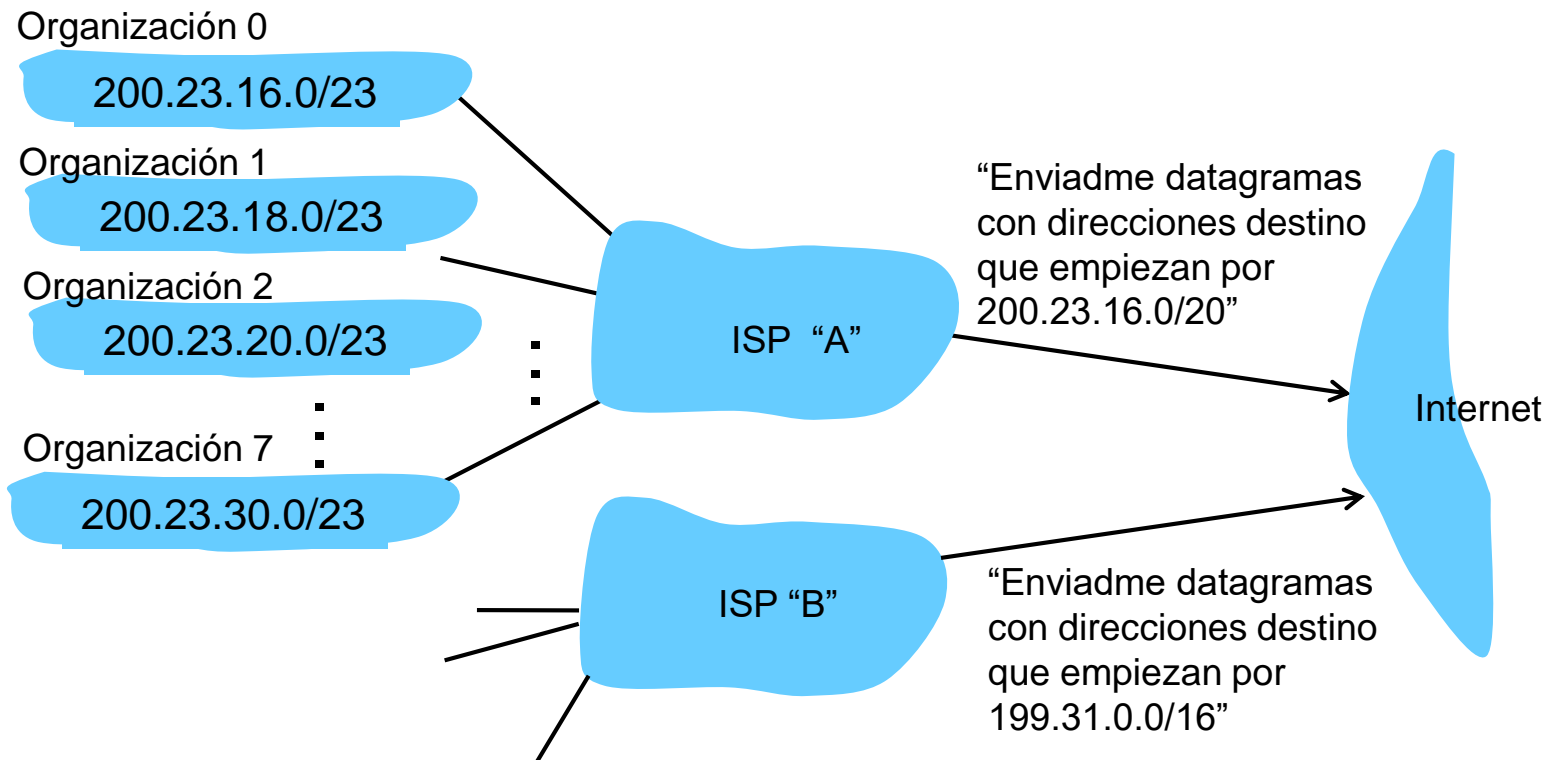 Organización 0
200.23.16.0/23
Organización 1
200.23.18.0/23
Organización 2
200.23.20.0/23
Organización 7
200.23.30.0/23
ISP “A”
“Enviadme datagramas
con direcciones destino
que empiezan por
200.23.16.0/20”
Internet
ISP “B”
“Enviadme datagramas
con direcciones destino
que empiezan por
199.31.0.0/16”